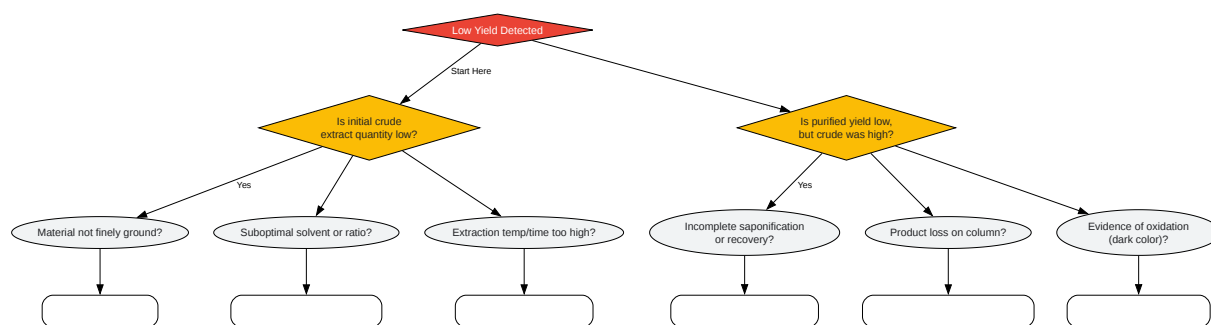 Low Yield Detected
Start Here
Is initial crude
extract quantity low?
Is purified yield low,
but crude was high?
Yes
Yes
Material not finely ground?
Suboptimal solvent or ratio?
Extraction temp/time too high?
Incomplete saponification
or recovery?
Product loss on column?
Evidence of oxidation
(dark color)?